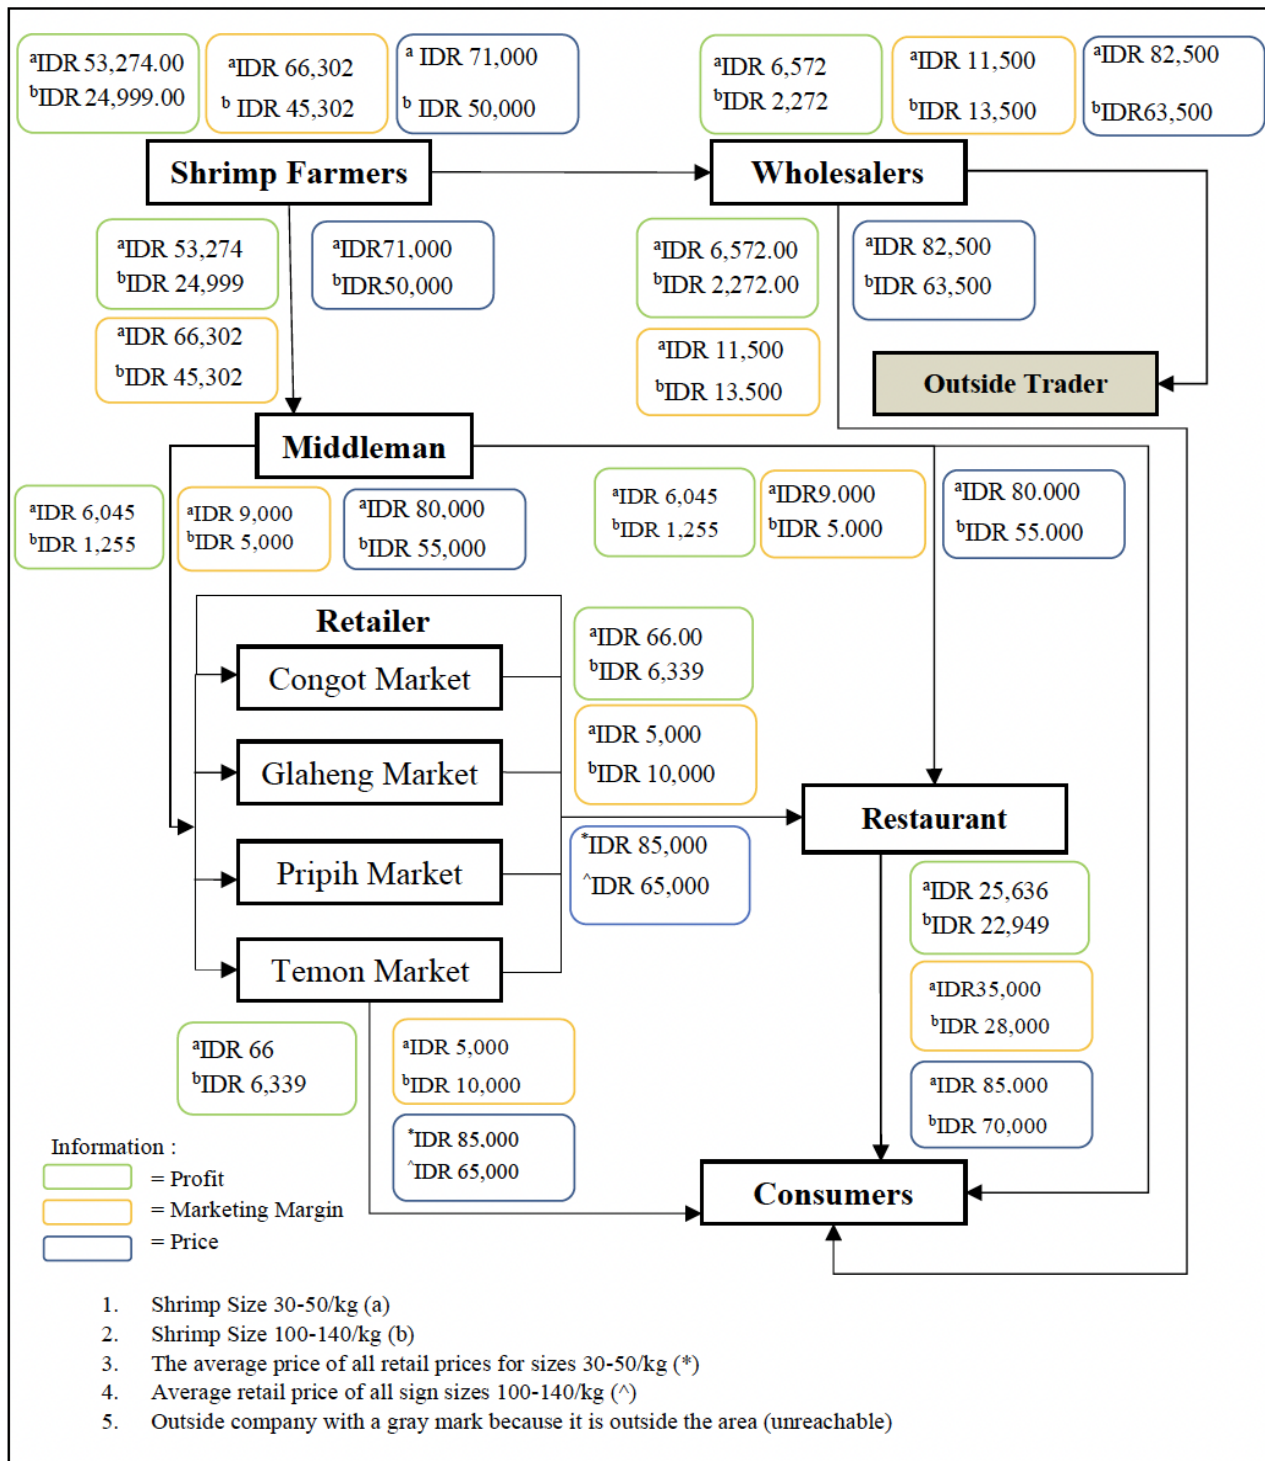 ᵃIDR 53,274.00
ᵇIDR 24,999.00
ᵃIDR 66,302
ᵇ IDR 45,302
ᵃ IDR 71,000
ᵇ IDR 50,000
ᵃIDR 6,572
ᵇIDR 2,272
ᵃIDR 11,500
ᵇIDR 13,500
ᵃIDR 82,500
ᵇIDR63,500
Shrimp Farmers
Wholesalers
ᵃIDR 53,274
ᵇIDR 24,999
ᵃIDR71,000
ᵇIDR50,000
ᵃIDR 66,302
ᵇIDR 45,302
ᵃIDR 6,572.00
ᵇIDR 2,272.00
ᵃIDR 82,500
ᵇIDR 63,500
ᵃIDR 11,500
ᵇIDR 13,500
Outside Trader
Middleman
ᵃIDR 6,045
ᵇIDR 1,255
ᵃIDR 9,000
ᵇIDR 5,000
ᵃIDR 80,000
ᵇIDR 55,000
ᵃIDR 6,045
ᵇIDR 1,255
ᵃIDR9.000
ᵇIDR 5.000
ᵃIDR 80.000
ᵇIDR 55.000
Retailer
Congot Market
Glaheng Market
Pripih Market
Temon Market
ᵃIDR 66.00
ᵇIDR 6,339
ᵃIDR 5,000
ᵇIDR 10,000
*IDR 85,000
^IDR 65,000
Restaurant
ᵃIDR 25,636
ᵇIDR 22,949
ᵃIDR35,000
ᵇIDR 28,000
ᵃIDR 85,000
ᵇIDR 70,000
ᵃIDR 66
ᵇIDR 6,339
ᵃIDR 5,000
ᵇIDR 10,000
*IDR 85,000
^IDR 65,000
Consumers
Information :
= Profit
= Marketing Margin
= Price
1. Shrimp Size 30-50/kg (a)
2. Shrimp Size 100-140/kg (b)
3. The average price of all retail prices for sizes 30-50/kg (*)
4. Average retail price of all sign sizes 100-140/kg (^)
5. Outside company with a gray mark because it is outside the area (unreachable)